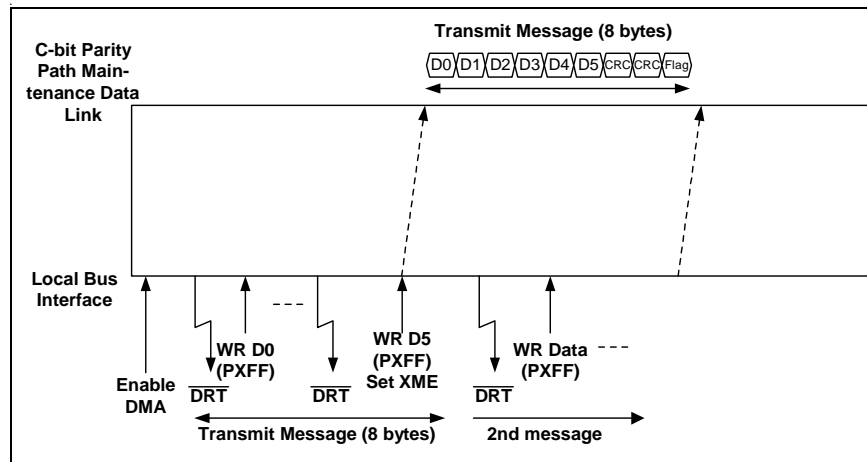 Transmit Message (8 bytes)
C-bit Parity
Path Main-
tenance Data
Link
D0 D1 D2 D3 D4 D5 CRC CRC Flag
Local Bus
Interface
Enable
DMA
DRT
WR D0
(PXFF)
DRT
WR D5
(PXFF)
Set XME
DRT
WR Data
(PXFF)
Transmit Message (8 bytes)
2nd message